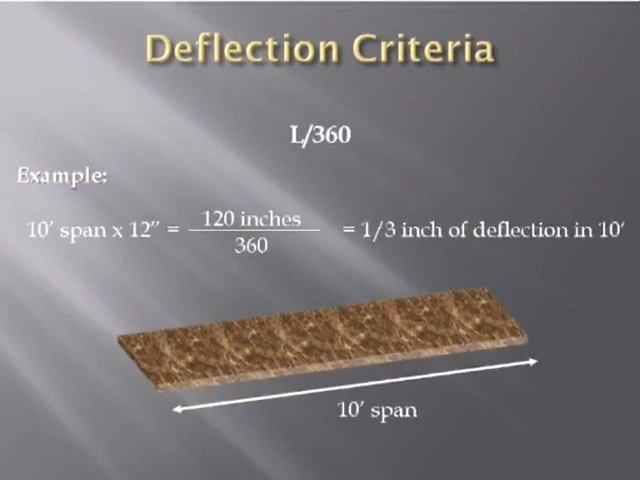 Deflection Criteria
L/360
Example:
10’ span x 12” = 120 inches / 360 = 1/3 inch of deflection in 10‘
10’ span